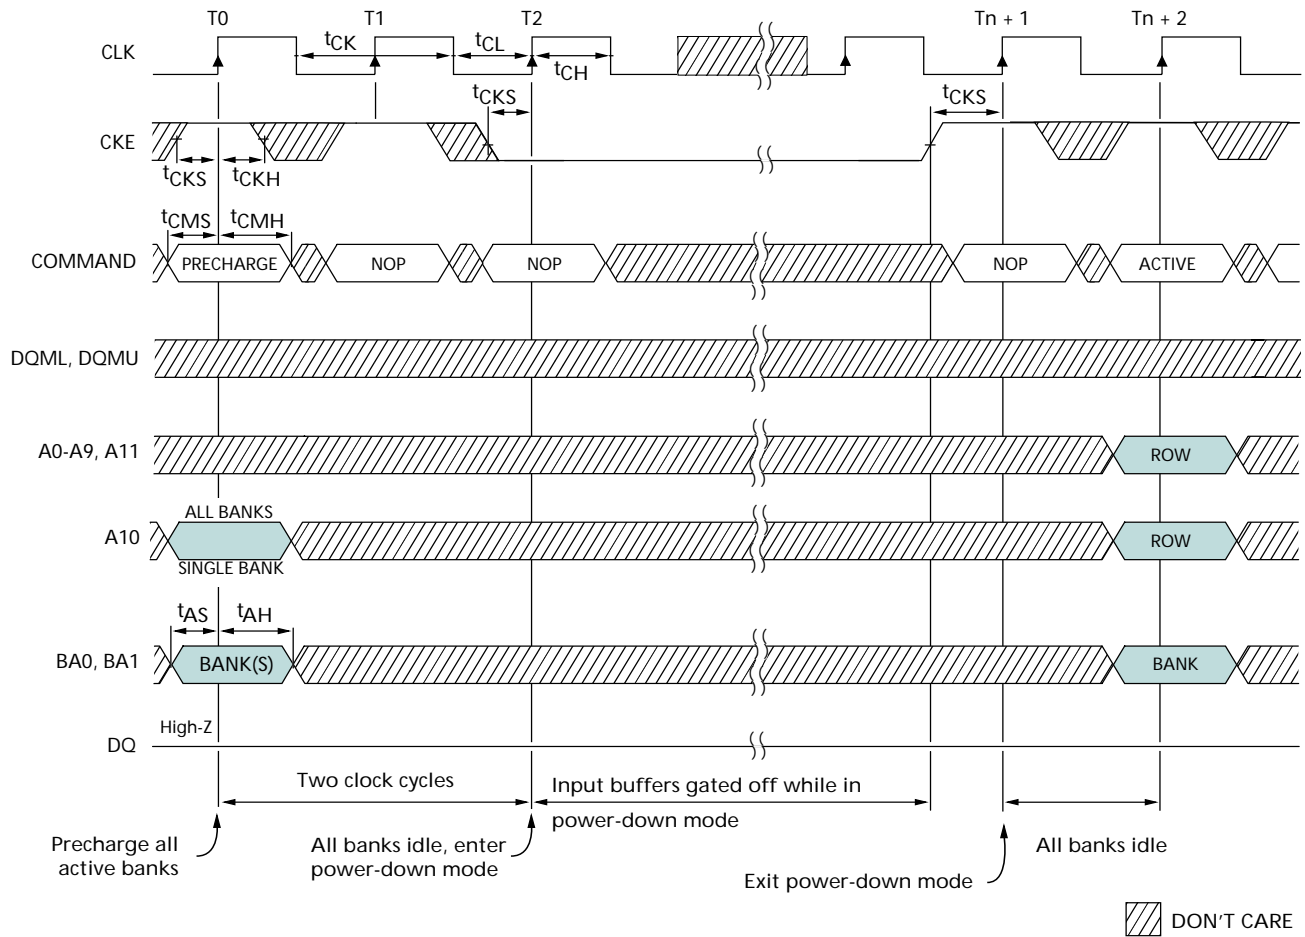 T0 T1 T2 Tn + 1 Tn + 2
CLK
tCK tCL
tCH
tCKS tCKS
CKE
tCKS tCKH
tCMS tCMH
COMMAND PRECHARGE NOP NOP NOP ACTIVE
DQML, DQMU
A0-A9, A11 ROW
ALL BANKS
A10 ROW
SINGLE BANK
tAS tAH
BA0, BA1 BANK(S) BANK
High-Z
DQ
Two clock cycles
Input buffers gated off while in
power-down mode
Precharge all
active banks
All banks idle, enter
power-down mode
Exit power-down mode
All banks idle
DON'T CARE